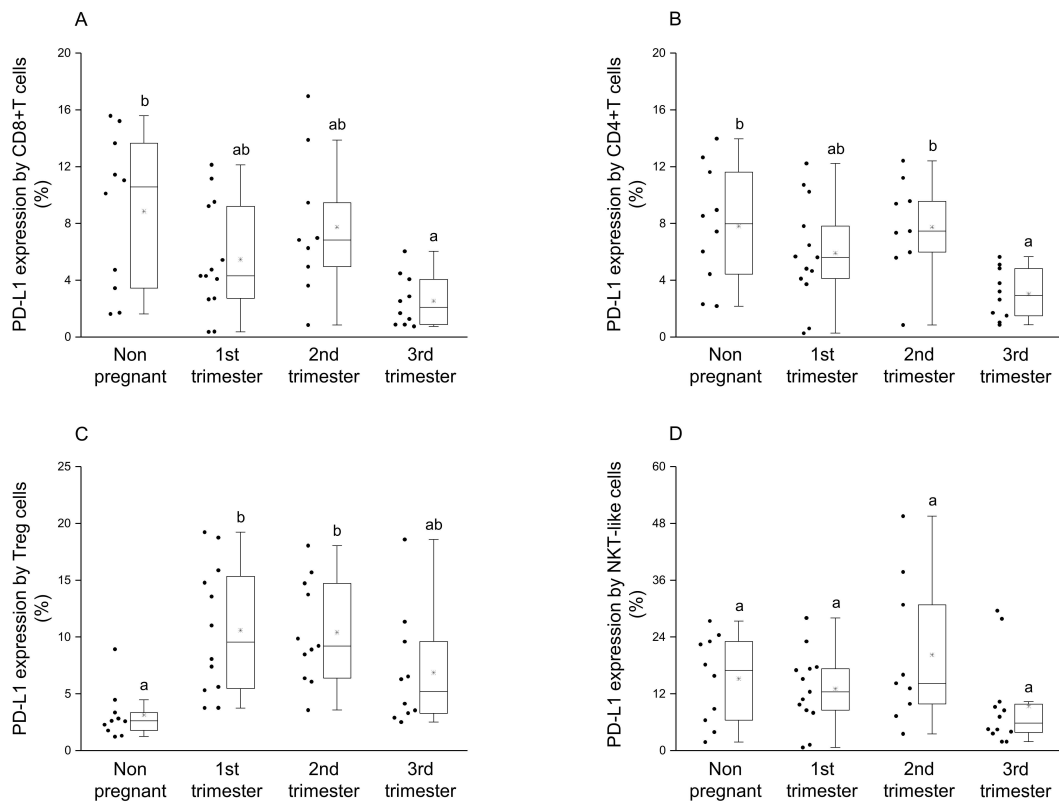 A
PD-L1 expression by CD8+T cells
(%)
20
16
12
8
4
0
b
ab
ab
a
Non
pregnant
1st
trimester
2nd
trimester
3rd
trimester
B
PD-L1 expression by CD4+T cells
(%)
20
16
12
8
4
0
b
ab
b
a
Non
pregnant
1st
trimester
2nd
trimester
3rd
trimester
C
PD-L1 expression by Treg cells
(%)
25
20
15
10
5
0
a
b
b
ab
Non
pregnant
1st
trimester
2nd
trimester
3rd
trimester
D
PD-L1 expression by NKT-like cells
(%)
60
48
36
24
12
0
a
a
a
a
Non
pregnant
1st
trimester
2nd
trimester
3rd
trimester